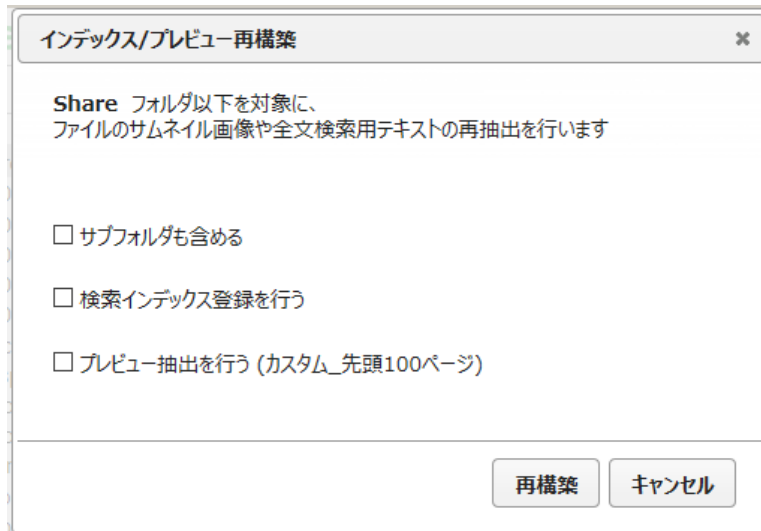 インデックス/プレビュー再構築
Share フォルダ以下を対象に、
ファイルのサムネイル画像や全文検索用テキストの再抽出を行います
サブフォルダも含める
検索インデックス登録を行う
プレビュー抽出を行う (カスタム_先頭100ページ)
再構築 キャンセル